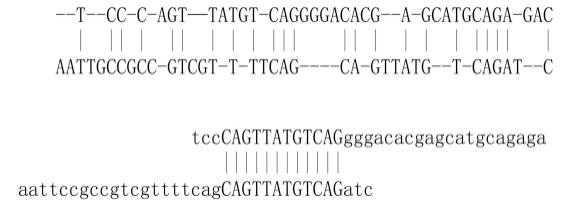 --T--CC-C-AGT--TATGT-CAGGGGACACG--A-GCATGCAGA-GAC
| || | || | | | ||| || | | | | |||| |
AATTGCCGCC-GTCGT-T-TTCAG----CA-GTTATG--T-CAGAT--C
tccCAGTTATGTCAGgggacacgagcatgcagaga
||||||||||||
aattccgccgtcgttttcagCAGTTATGTCAGatc